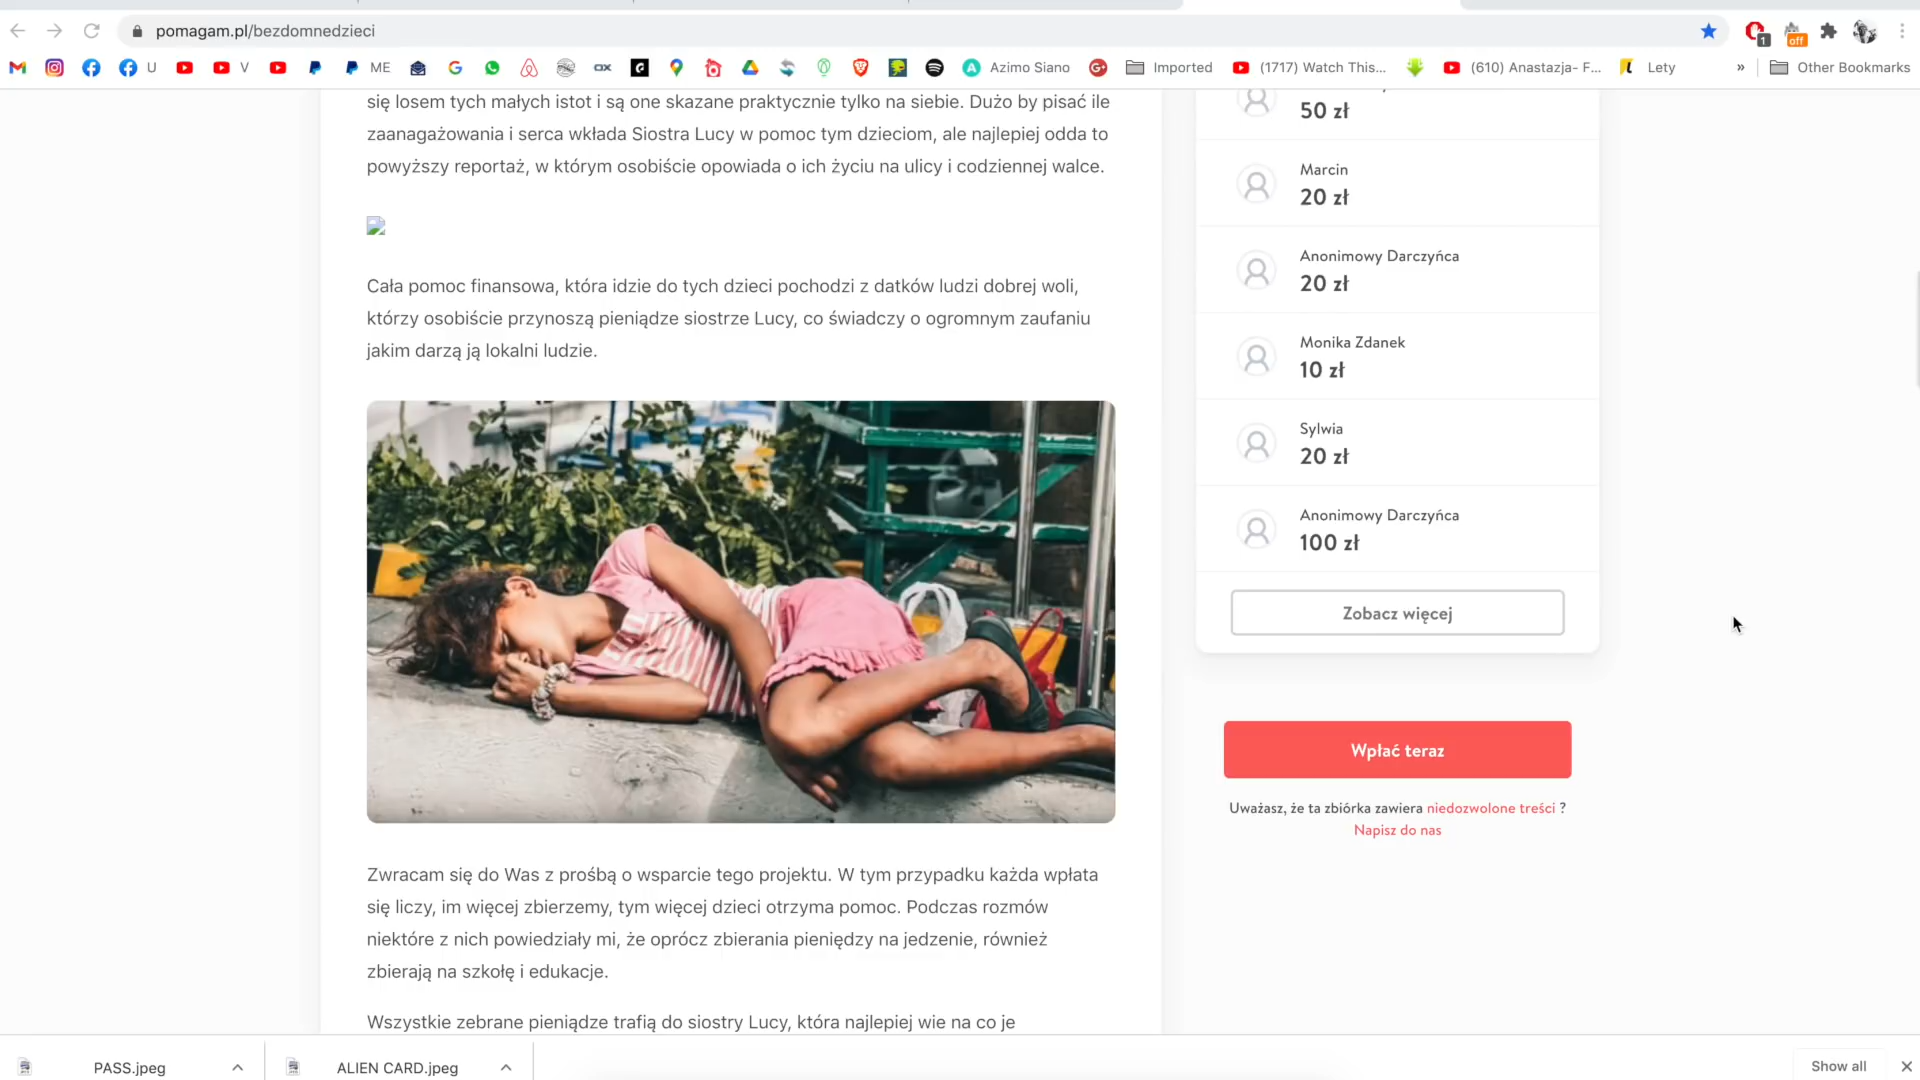 pomagam.pl/bezdomnedzieci
1
off
U
V
ME
OX
Azimo Siano
Imported
(1717) Watch This...
(610) Anastazja- F...
Lety
»
Other Bookmarks
się losem tych małych istot i są one skazane praktycznie tylko na siebie. Dużo by pisać ile
zaanagażowania i serca wkłada Siostra Lucy w pomoc tym dzieciom, ale najlepiej odda to
powyższy reportaż, w którym osobiście opowiada o ich życiu na ulicy i codziennej walce.
Cała pomoc finansowa, która idzie do tych dzieci pochodzi z datków ludzi dobrej woli,
którzy osobiście przynoszą pieniądze siostrze Lucy, co świadczy o ogromnym zaufaniu
jakim darzą ją lokalni ludzie.
Zwracam się do Was z prośbą o wsparcie tego projektu. W tym przypadku każda wpłata
się liczy, im więcej zbierzemy, tym więcej dzieci otrzyma pomoc. Podczas rozmów
niektóre z nich powiedziały mi, że oprócz zbierania pieniędzy na jedzenie, również
zbierają na szkołę i edukacje.
Wszystkie zebrane pieniądze trafią do siostry Lucy, która najlepiej wie na co je
50 zł
Marcin
20 zł
Anonimowy Darczyńca
20 zł
Monika Zdanek
10 zł
Sylwia
20 zł
Anonimowy Darczyńca
100 zł
Zobacz więcej
Wpłać teraz
Uważasz, że ta zbiórka zawiera niedozwolone treści ?
Napisz do nas
PASS.jpeg
ALIEN CARD.jpeg
Show all